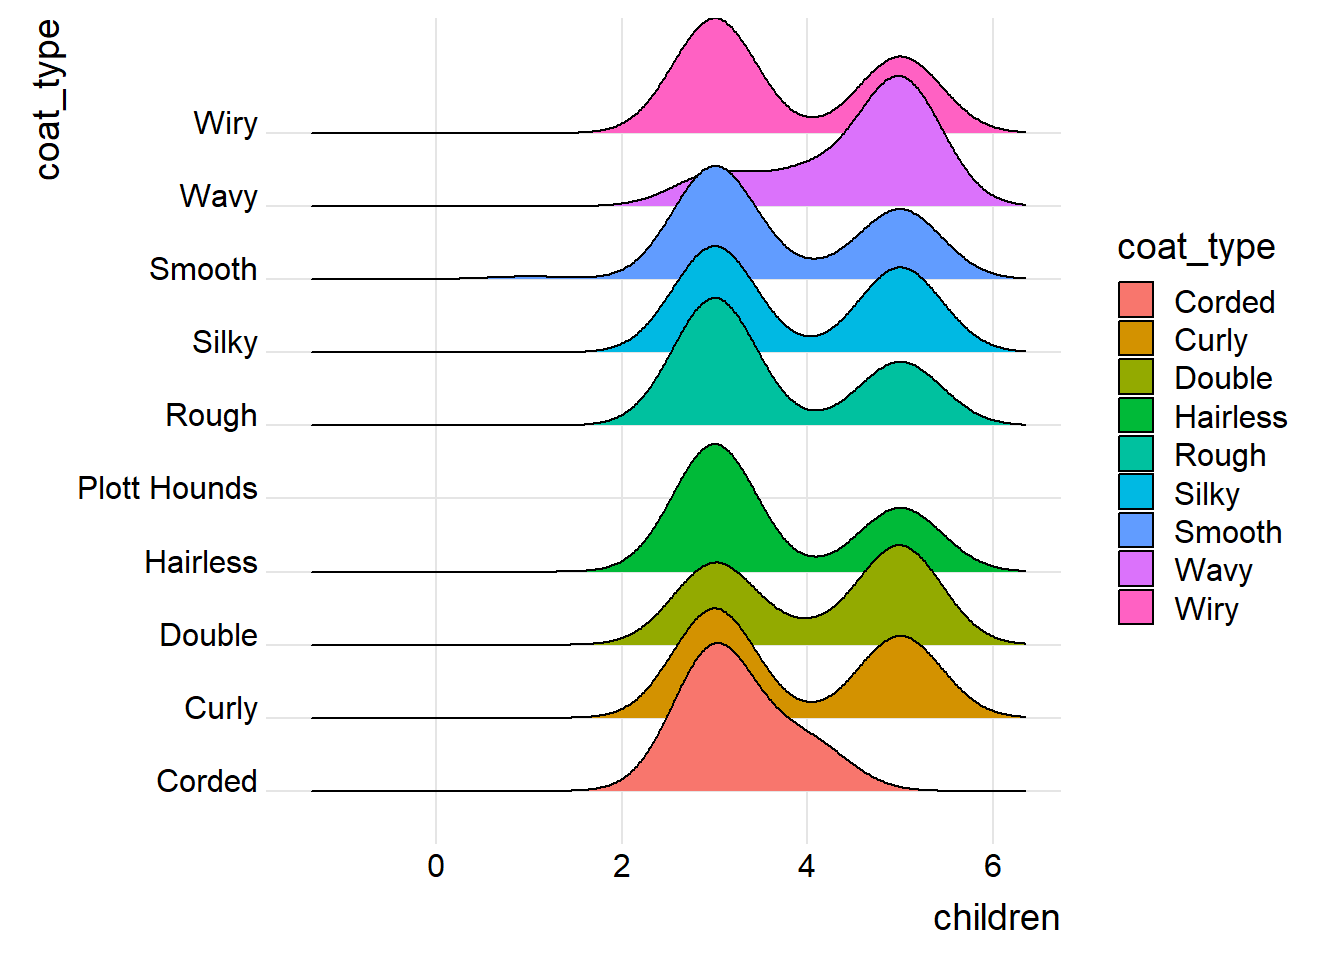 coat_type
Wiry
Wavy
Smooth
Silky
Rough
Plott Hounds
Hairless
Double
Curly
Corded
0 2 4 6
children
coat_type
Corded
Curly
Double
Hairless
Rough
Silky
Smooth
Wavy
Wiry